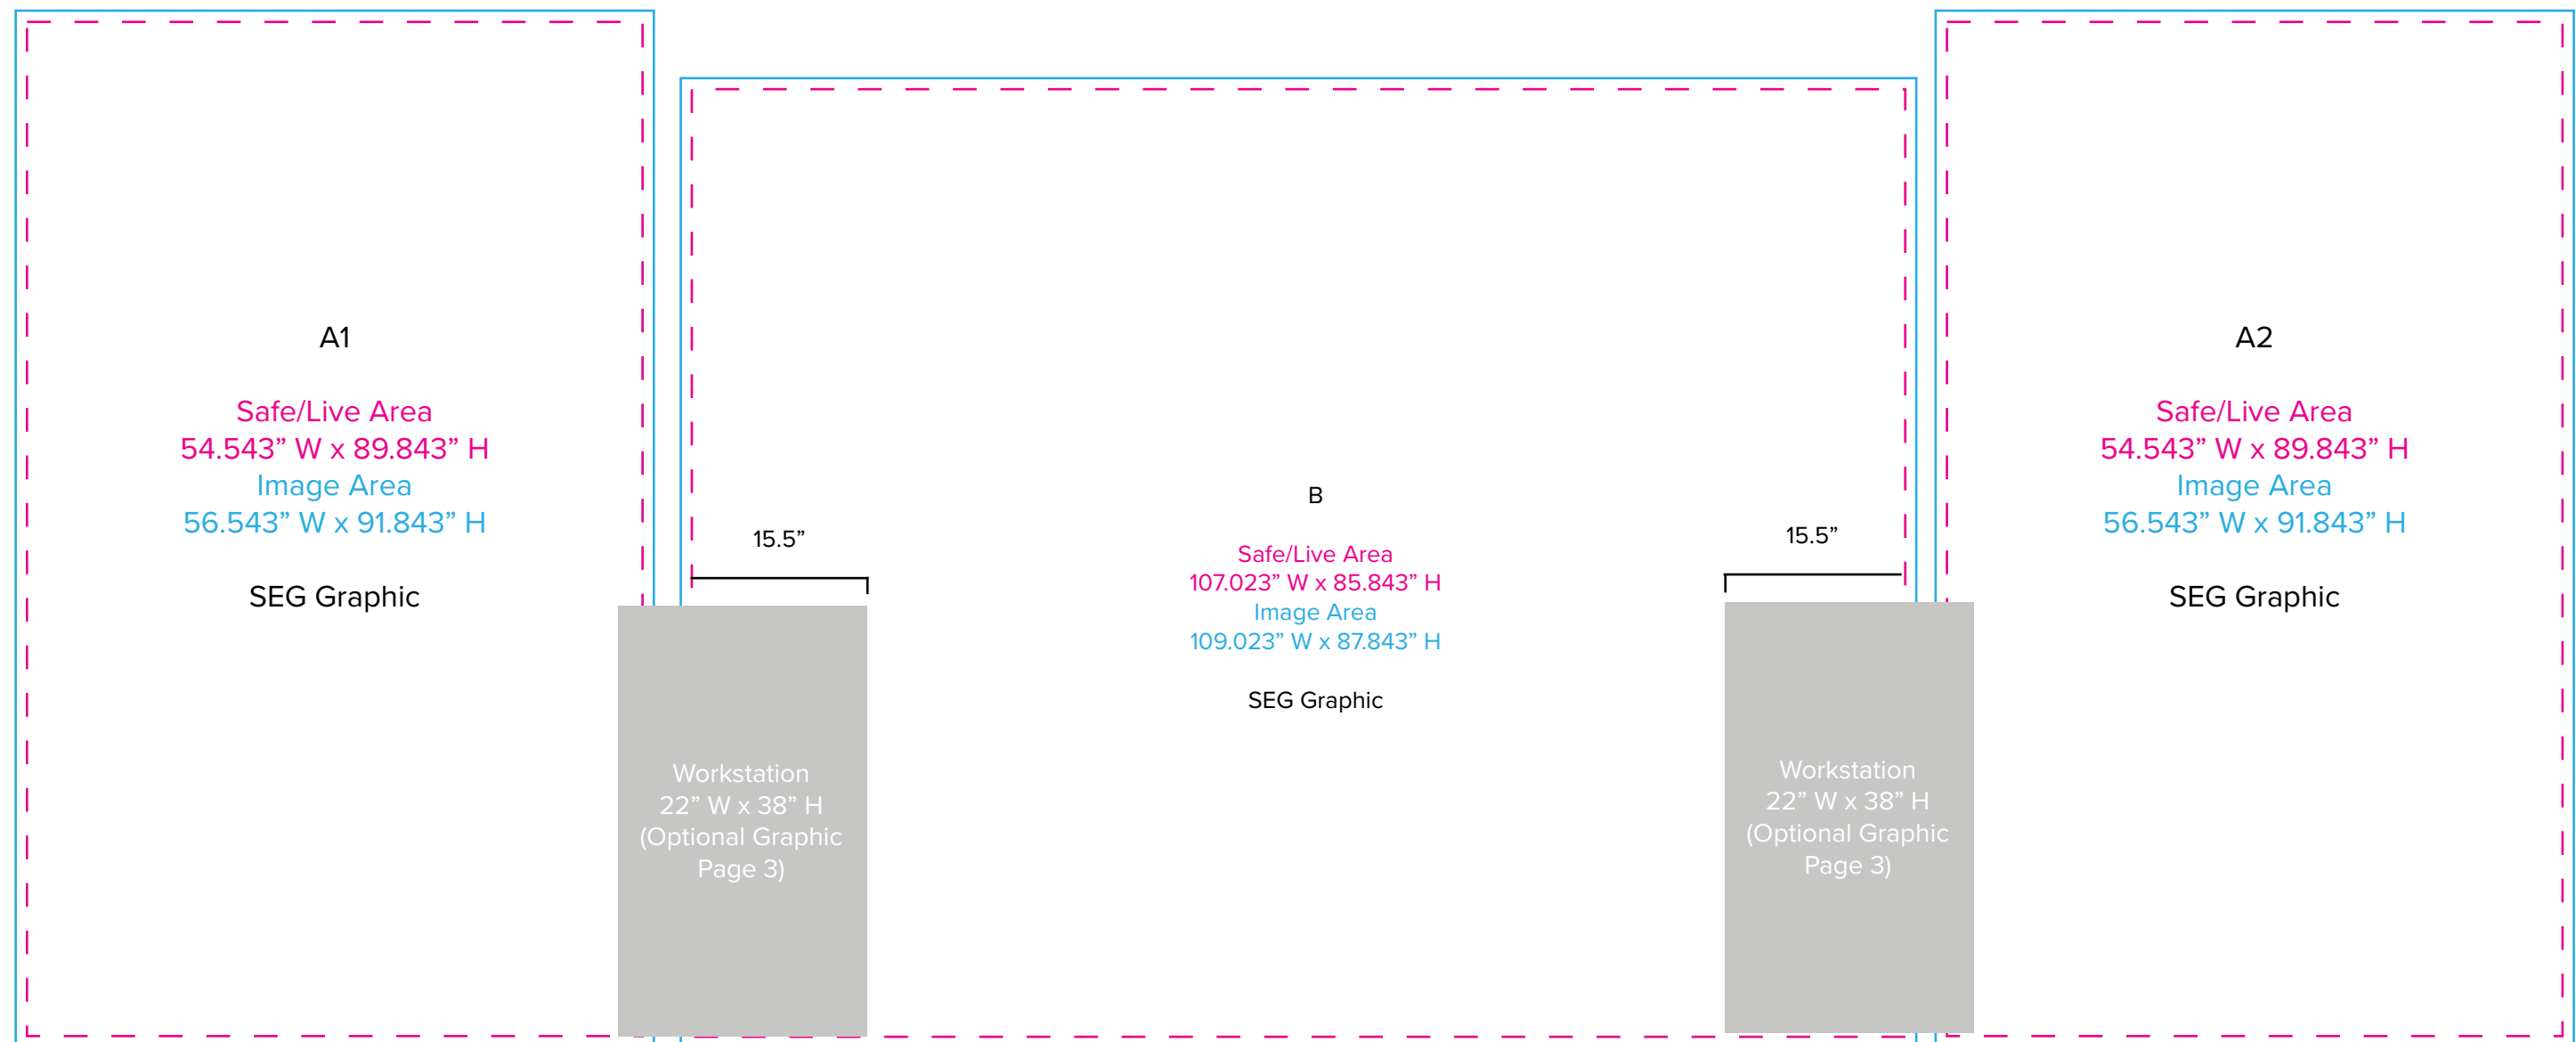 A1
Safe/Live Area
54.543” W x 89.843” H
Image Area
56.543” W x 91.843” H
SEG Graphic
15.5”
Workstation
22” W x 38” H
(Optional Graphic
Page 3)
B
Safe/Live Area
107.023” W x 85.843” H
Image Area
109.023” W x 87.843” H
SEG Graphic
15.5”
Workstation
22” W x 38” H
(Optional Graphic
Page 3)
A2
Safe/Live Area
54.543” W x 89.843” H
Image Area
56.543” W x 91.843” H
SEG Graphic